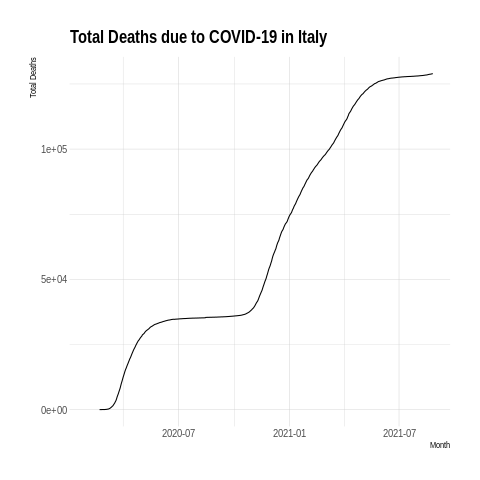 Total Deaths due to COVID-19 in Italy
Total Deaths
1e+05
5e+04
0e+00
2020-07 2021-01 2021-07
Month